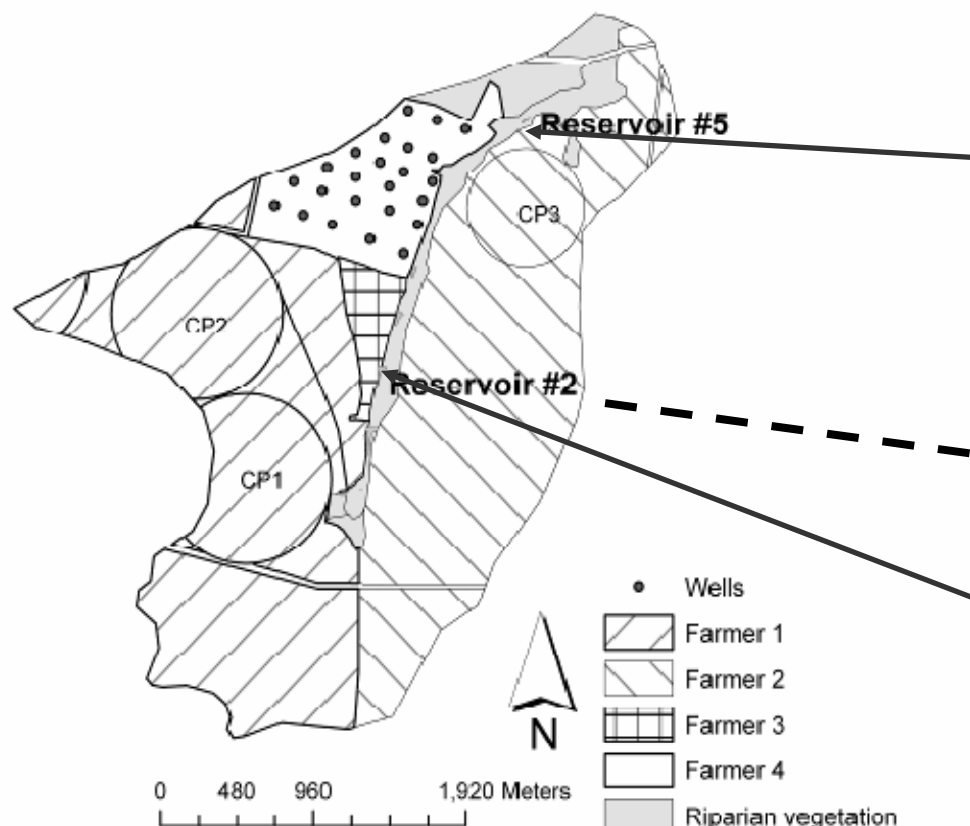 Reservoir #5
CP3
CP2
Reservoir #2
CP1
Wells
Farmer 1
Farmer 2
Farmer 3
Farmer 4
Riparian vegetation
N
0 480 960 1,920 Meters